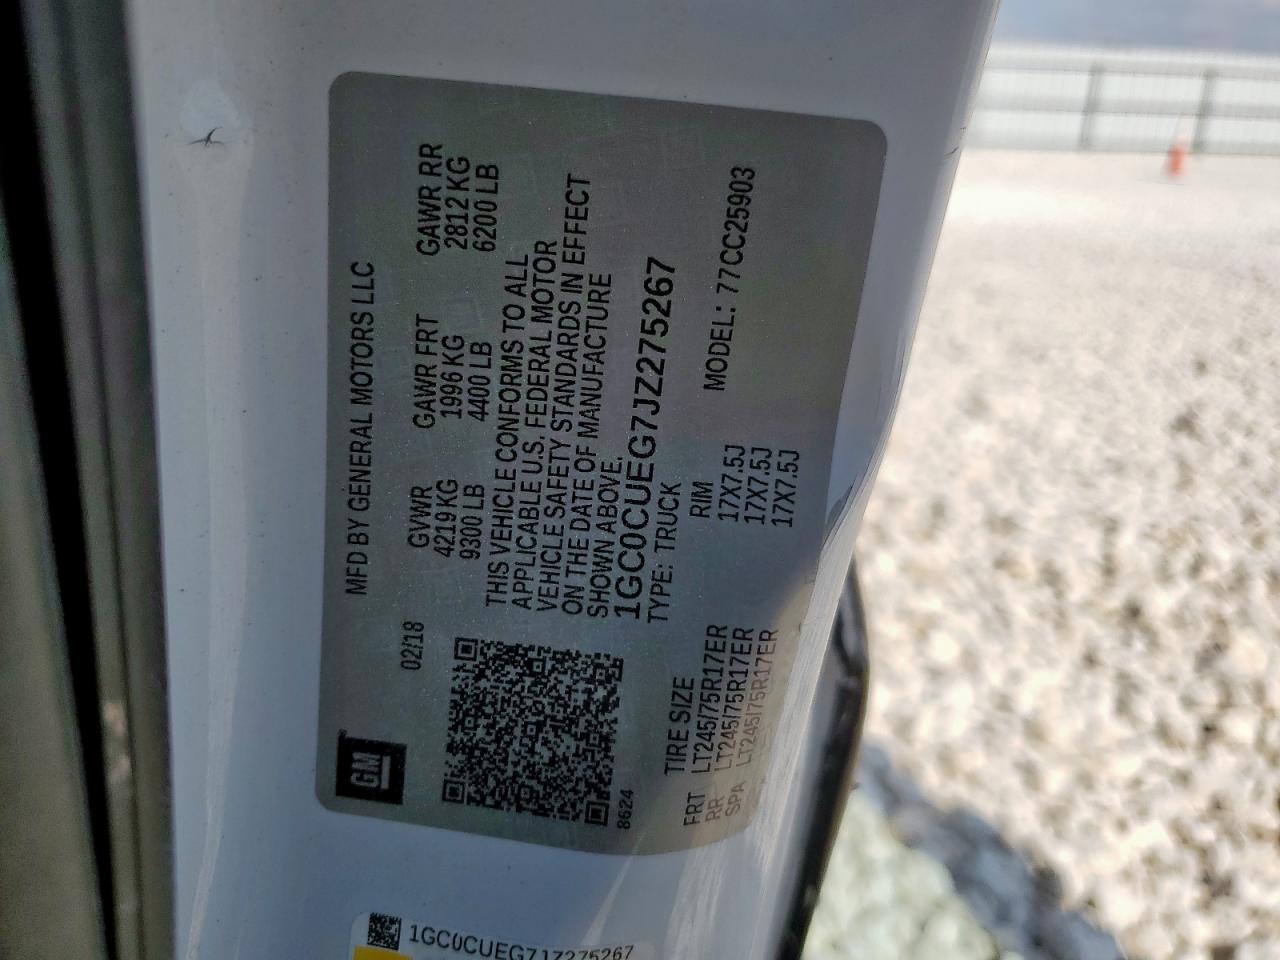 MFD BY GENERAL MOTORS LLC
GM
02/18
GVWR GAWR FRT GAWR RR
4219 KG 1996 KG 2812 KG
9300 LB 4400 LB 6200 LB
THIS VEHICLE CONFORMS TO ALL
APPLICABLE U.S. FEDERAL MOTOR
VEHICLE SAFETY STANDARDS IN EFFECT
ON THE DATE OF MANUFACTURE
SHOWN ABOVE.
1GC0CUEG7JZ275267
8624
TYPE: TRUCK
MODEL: 77CC25903
TIRE SIZE RIM
FRT LT245/75R17ER 17X7.5J
RR LT245/75R17ER 17X7.5J
SPA LT245/75R17ER 17X7.5J
1GC0CUEG7JZ275267